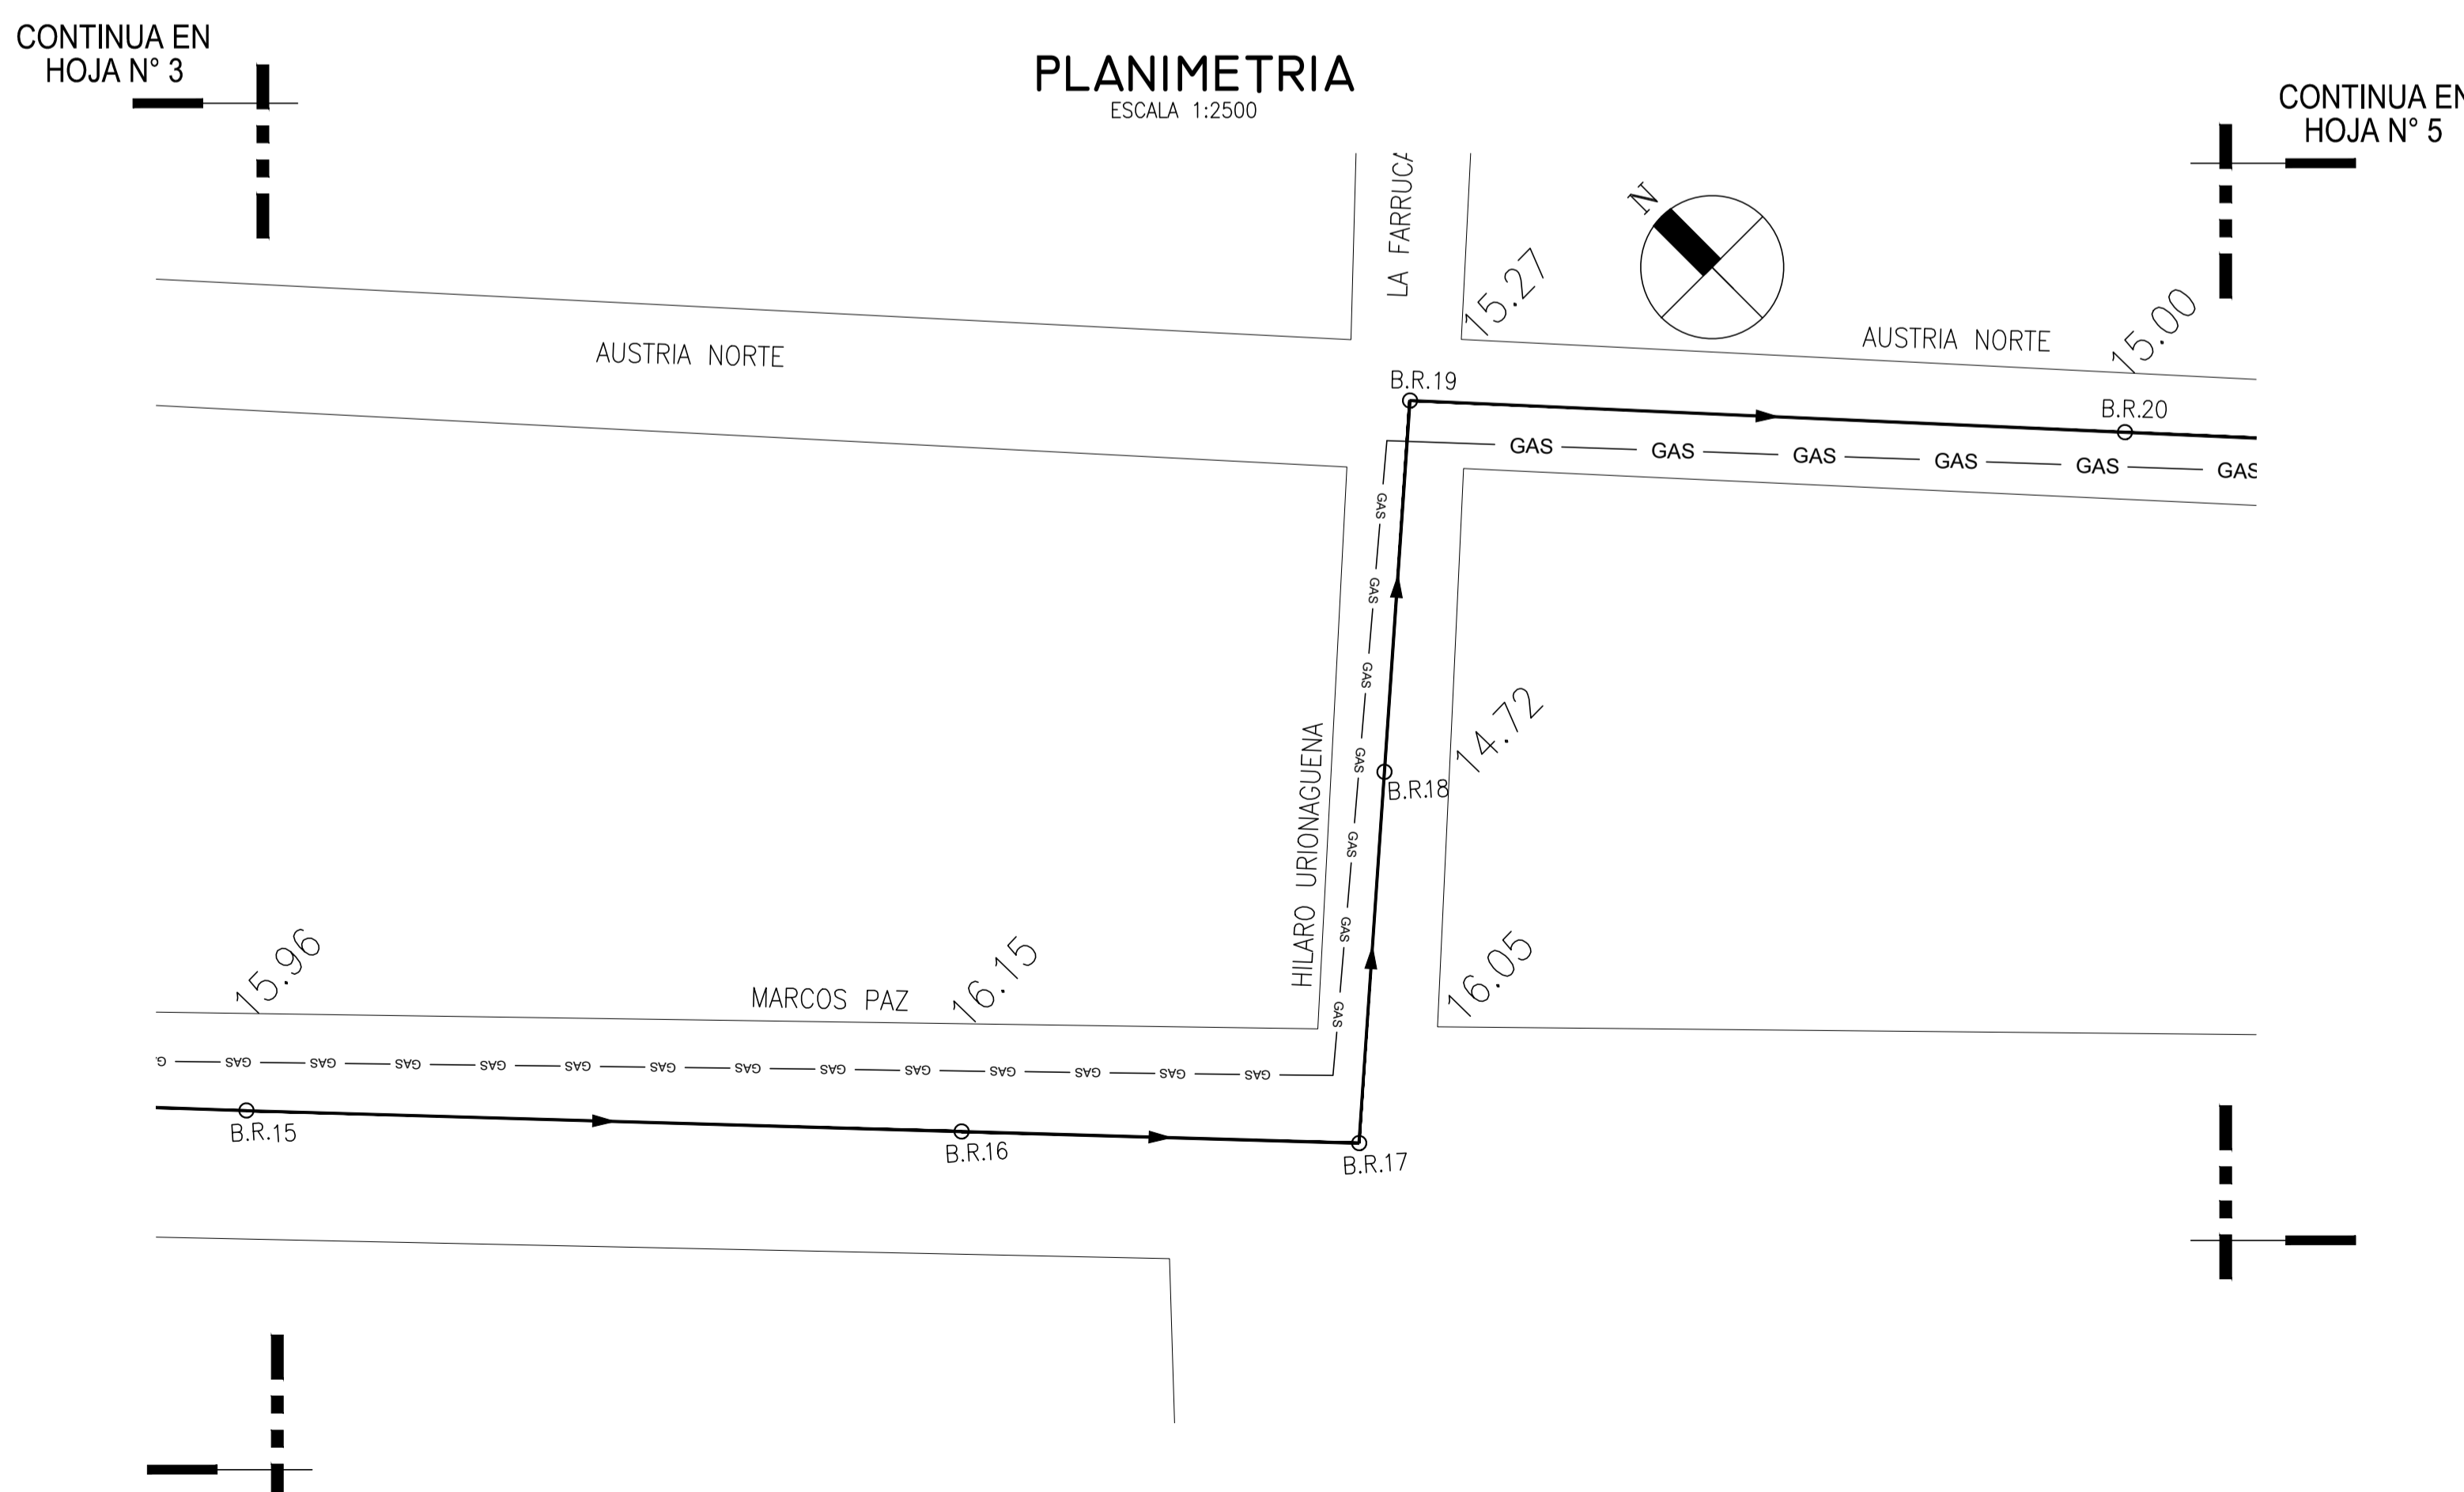 CONTINUA EN
HOJA N° 3
PLANIMETRIA
ESCALA 1:2500
CONTINUA EN
HOJA N° 5
LA FARRUCA
N
15.27
15.00
AUSTRIA NORTE
AUSTRIA NORTE
B.R.19
B.R.20
GAS GAS GAS GAS GAS GAS
GAS GAS GAS GAS GAS GAS GAS
HILARO URIONAGUENA
14.72
B.R.18
15.96
16.15
16.05
MARCOS PAZ
G GAS GAS GAS GAS GAS GAS GAS GAS GAS GAS GAS GAS GAS
B.R.15
B.R.16
B.R.17